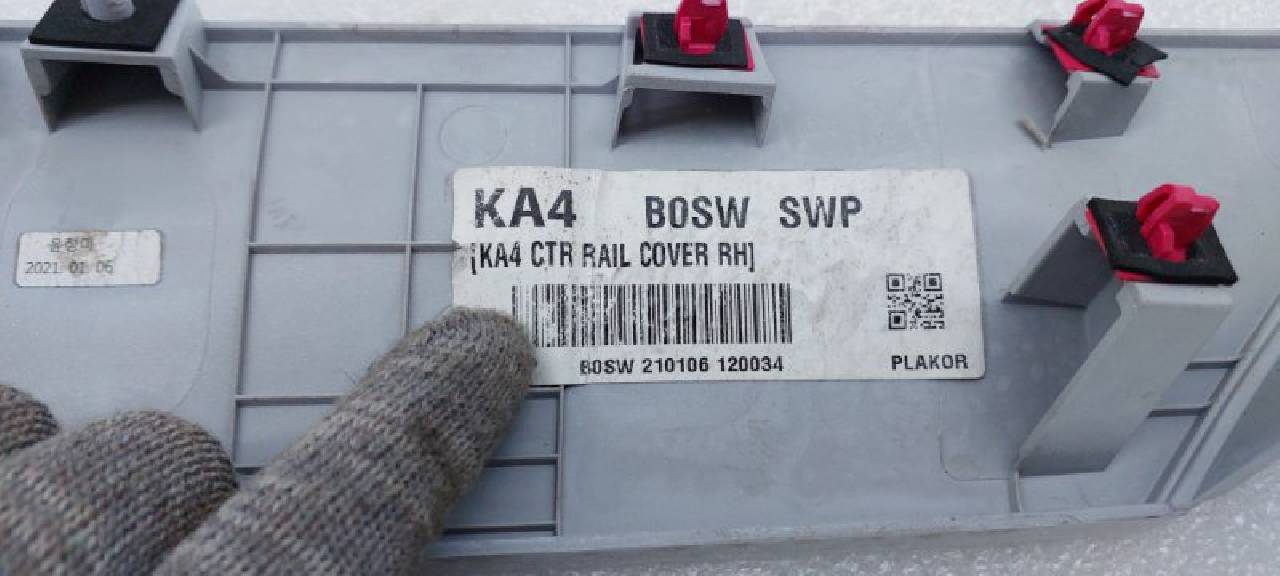 KA4 B0SW SWP
[KA4 CTR RAIL COVER RH]
B0SW 210106 120034
PLAKOR
2021. 01. 06